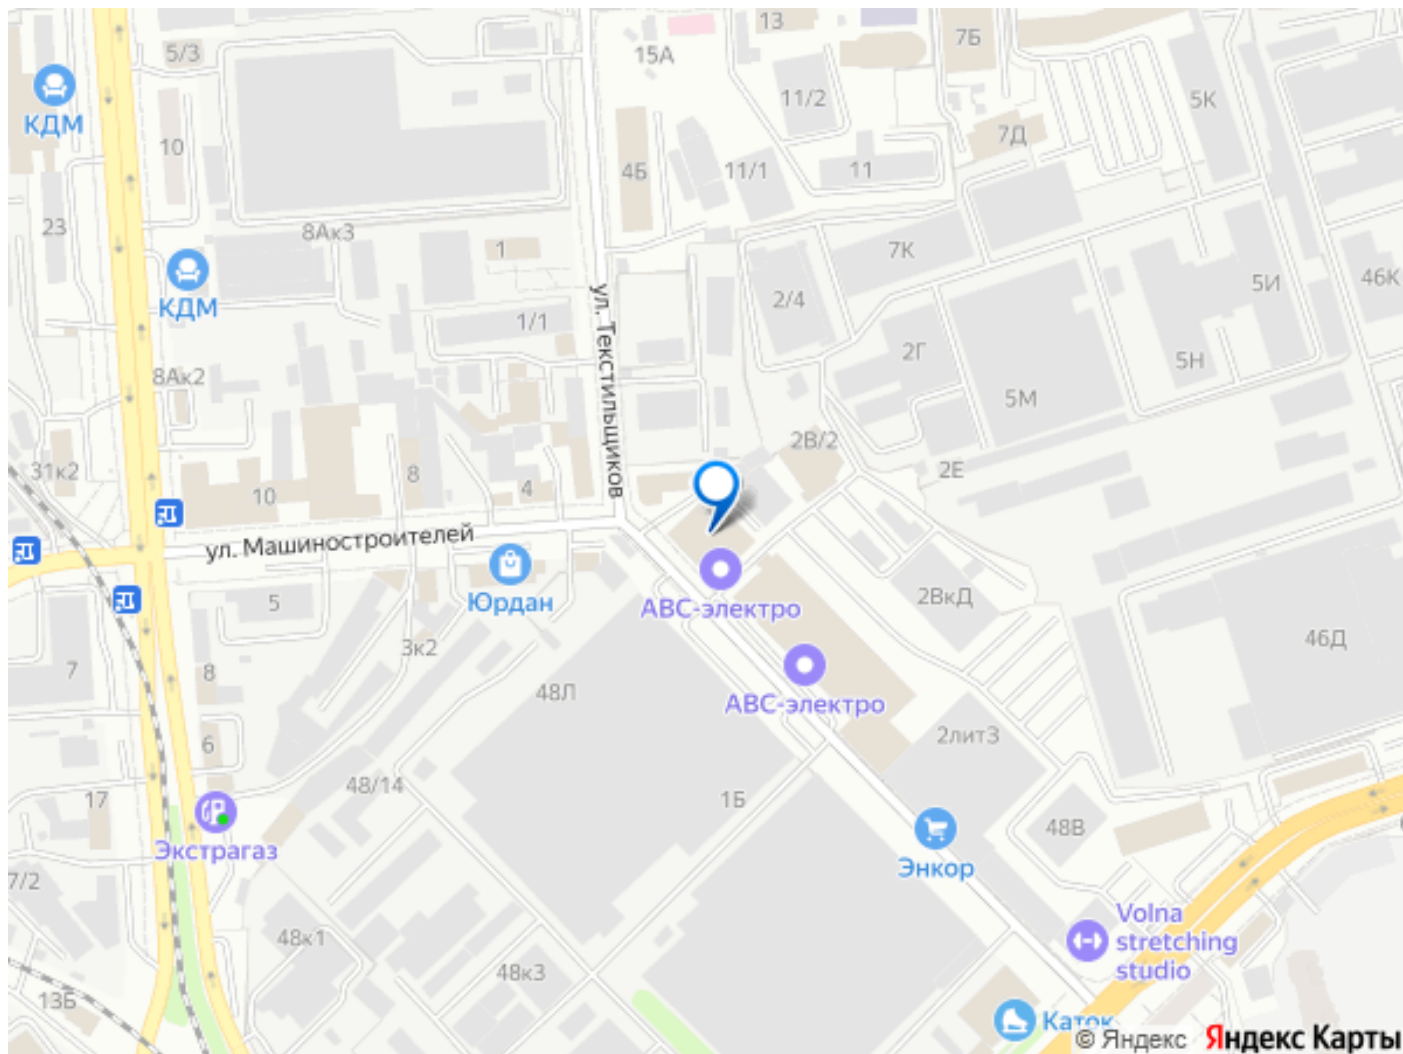 13
5/3
15А
7Б
КДМ
11/2
5К
10
7Д
4Б
11/1
11
23
8Ак3
1
7К
КДМ
2/4
5И
46К
1/1
ул. Текстильщиков
2Г
5Н
8Ак2
5М
2В/2
31к2
10
8
4
2Е
ул. Машиностроителей
5
Юрдан
АВС-электро
2ВкД
3к2
46Д
7
8
48Л
АВС-электро
6
2лит3
48/14
17
1Б
48В
Экстрагаз
Энкор
7/2
Volna
stretching
studio
48к1
48к3
13Б
Каток
© Яндекс Яндекс Карты